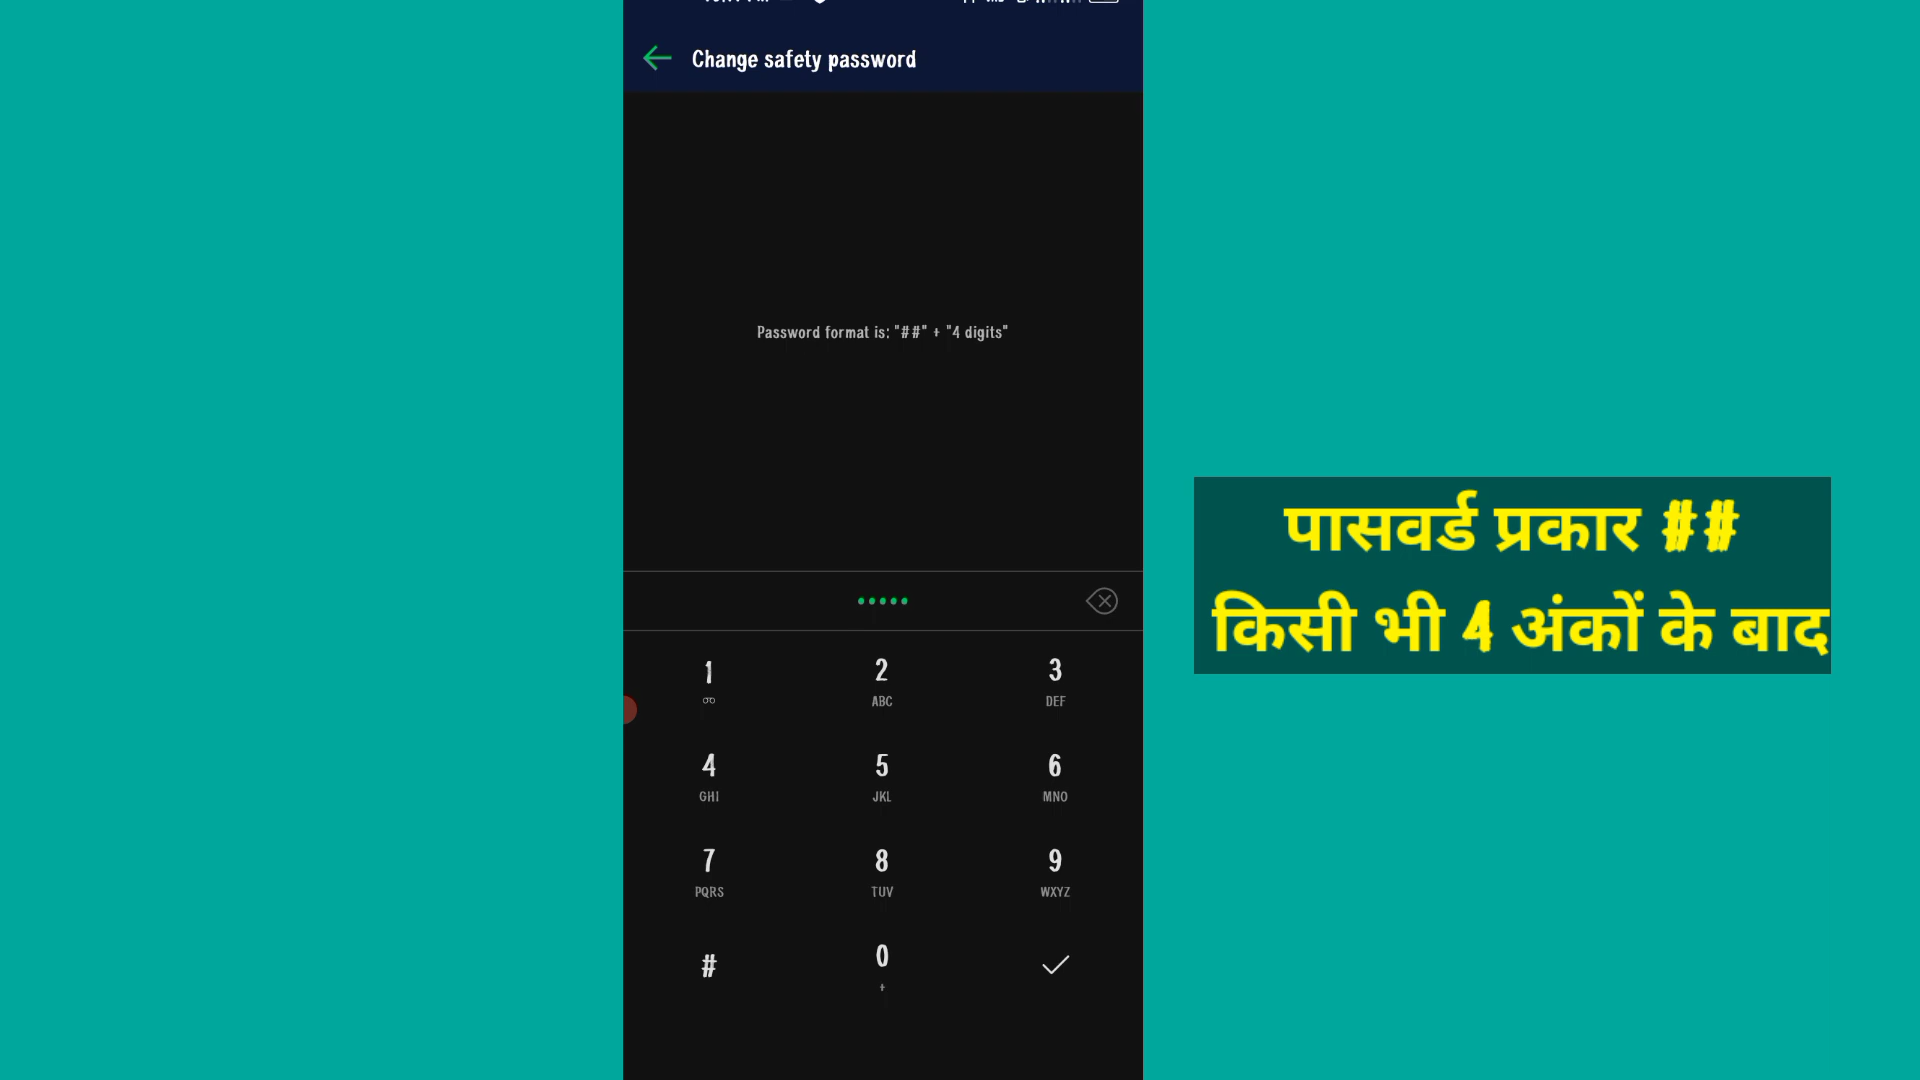 Change safety password
Password format is: "##" + "4 digits"
1
2
ABC
3
DEF
4
GHI
5
JKL
6
MNO
7
PQRS
8
TUV
9
WXYZ
#
0
+
पासवर्ड प्रकार ##
किसी भी 4 अंकों के बाद